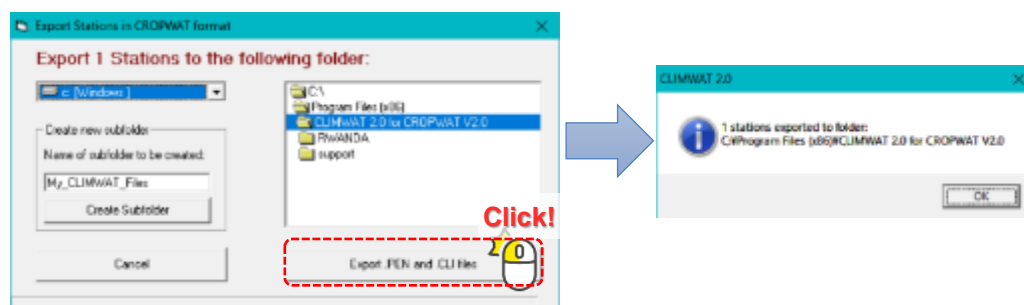 Export Stations in CROPWAT format
Export 1 Stations to the following folder:
c: [Windows ]
Create new subfolder
Name of subfolder to be created:
My_CLIMWAT_Files
Create Subfolder
Cancel
C:\
Program Files (x86)
CLIMWAT 2.0 for CROPWAT V2.0
RWANDA
support
Click!
Export .PEN and .CLI files
CLIMWAT 2.0
1 stations exported to folder:
C:₩Program Files (x86)₩CLIMWAT 2.0 for CROPWAT V2.0
OK